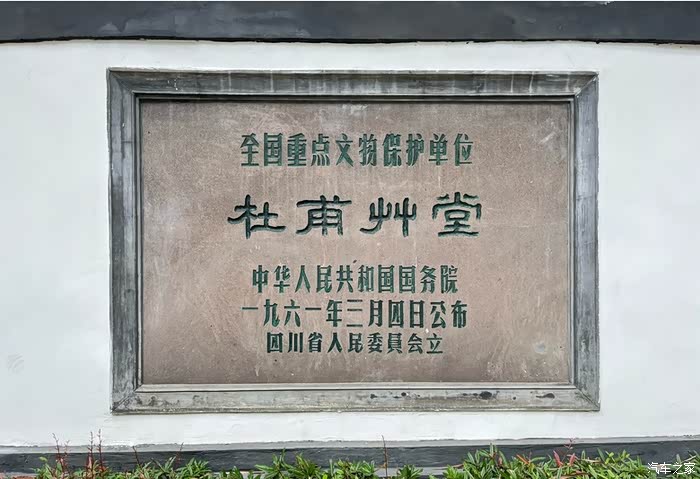 全国重点文物保护单位
杜甫艸堂
中华人民共和国国务院
一九六一年三月四日公布
四川省人民委員会立
汽车之家